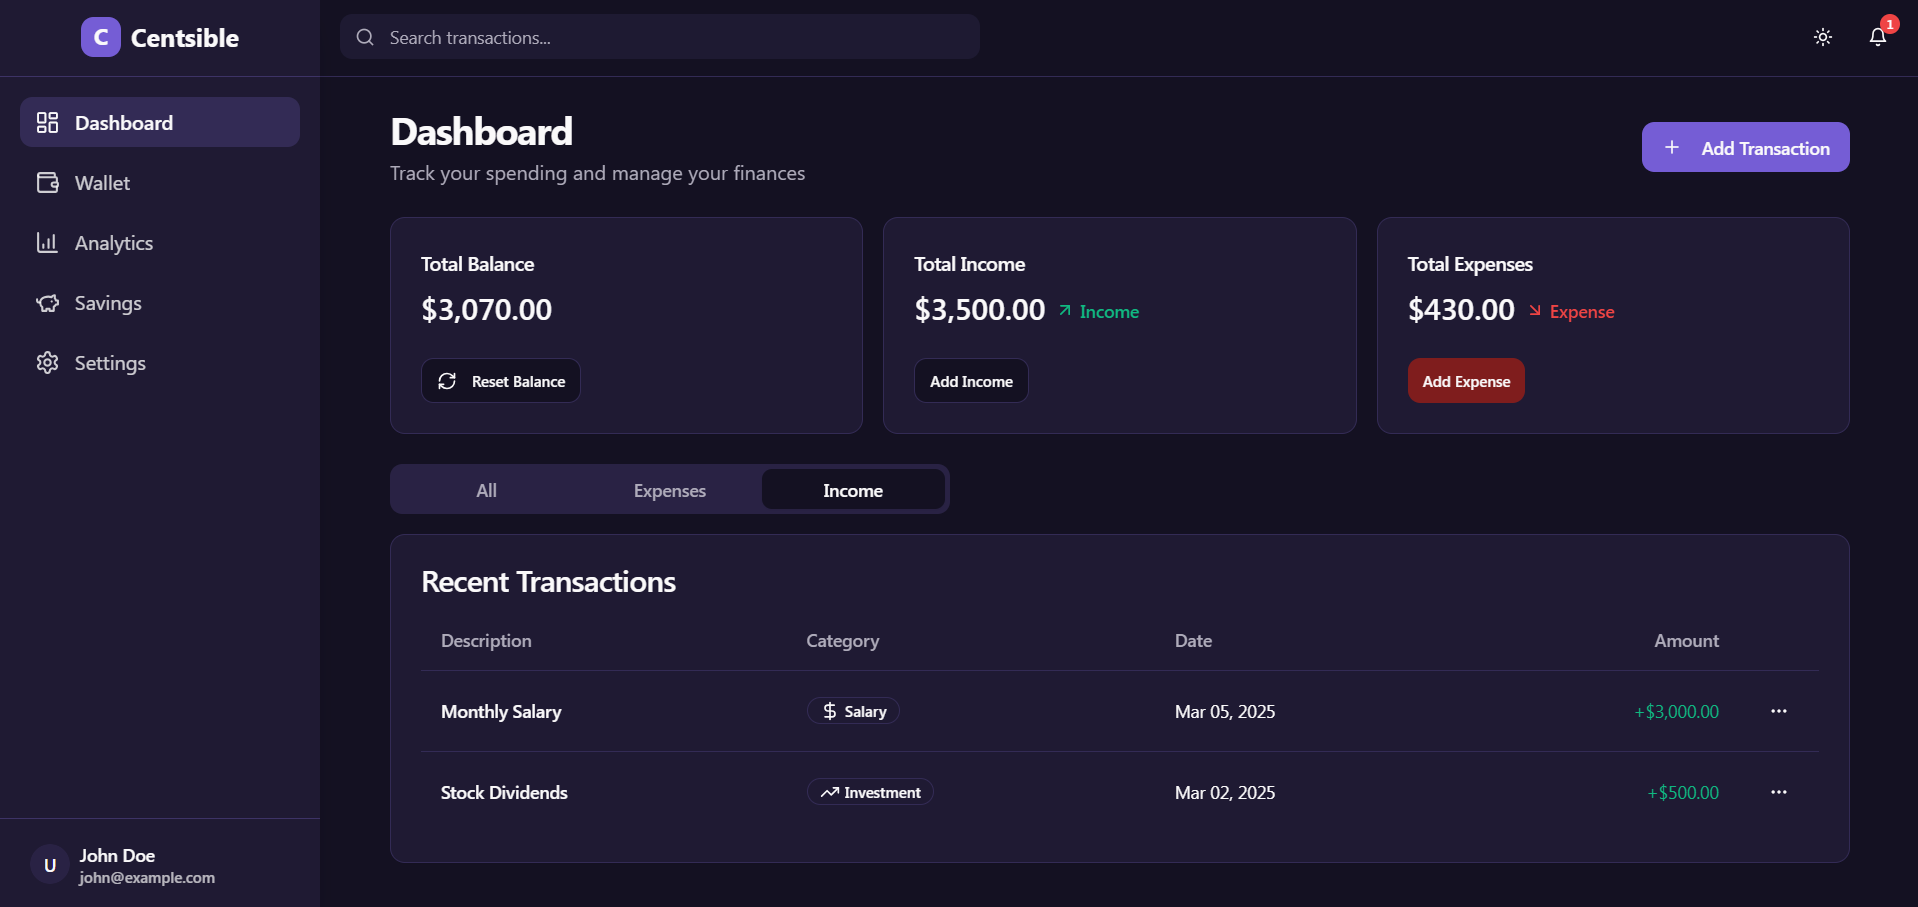 C Centsible
Search transactions...
1
Dashboard
Wallet
Analytics
Savings
Settings
U
John Doe
john@example.com
Dashboard
Track your spending and manage your finances
+ Add Transaction
Total Balance
$3,070.00
Reset Balance
Total Income
$3,500.00 Income
Add Income
Total Expenses
$430.00 Expense
Add Expense
All Expenses Income
Recent Transactions
Description Category Date Amount
Monthly Salary $ Salary Mar 05, 2025 +$3,000.00 ...
Stock Dividends Investment Mar 02, 2025 +$500.00 ...